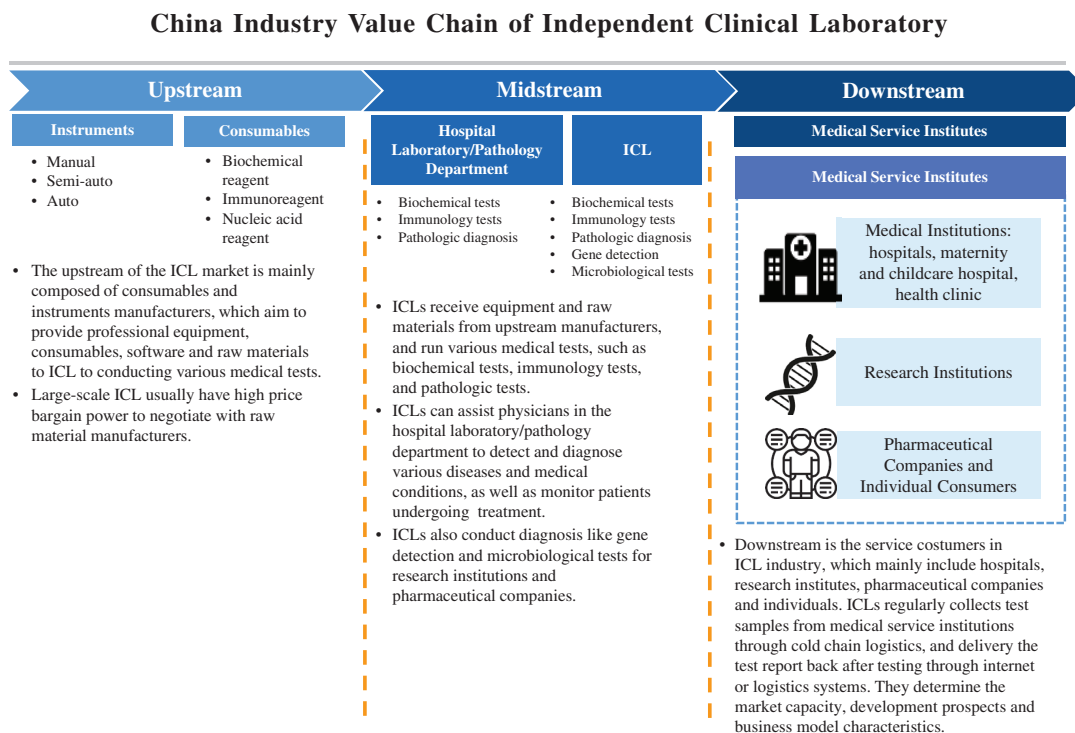 China Industry Value Chain of Independent Clinical Laboratory
Upstream
Instruments
• Manual
• Semi-auto
• Auto
Consumables
• Biochemical
reagent
• Immunoreagent
• Nucleic acid
reagent
• The upstream of the ICL market is mainly
composed of consumables and
instruments manufacturers, which aim to
provide professional equipment,
consumables, software and raw materials
to ICL to conducting various medical tests.
• Large-scale ICL usually have high price
bargain power to negotiate with raw
material manufacturers.
Midstream
Hospital
Laboratory/Pathology
Department
• Biochemical tests
• Immunology tests
• Pathologic diagnosis
ICL
• Biochemical tests
• Immunology tests
• Pathologic diagnosis
• Gene detection
• Microbiological tests
• ICLs receive equipment and raw
materials from upstream manufacturers,
and run various medical tests, such as
biochemical tests, immunology tests,
and pathologic tests.
• ICLs can assist physicians in the
hospital laboratory/pathology
department to detect and diagnose
various diseases and medical
conditions, as well as monitor patients
undergoing treatment.
• ICLs also conduct diagnosis like gene
detection and microbiological tests for
research institutions and
pharmaceutical companies.
Downstream
Medical Service Institutes
Medical Service Institutes
Medical Institutions:
hospitals, maternity
and childcare hospital,
health clinic
Research Institutions
Pharmaceutical
Companies and
Individual Consumers
• Downstream is the service costumers in
ICL industry, which mainly include hospitals,
research institutes, pharmaceutical companies
and individuals. ICLs regularly collects test
samples from medical service institutions
through cold chain logistics, and delivery the
test report back after testing through internet
or logistics systems. They determine the
market capacity, development prospects and
business model characteristics.